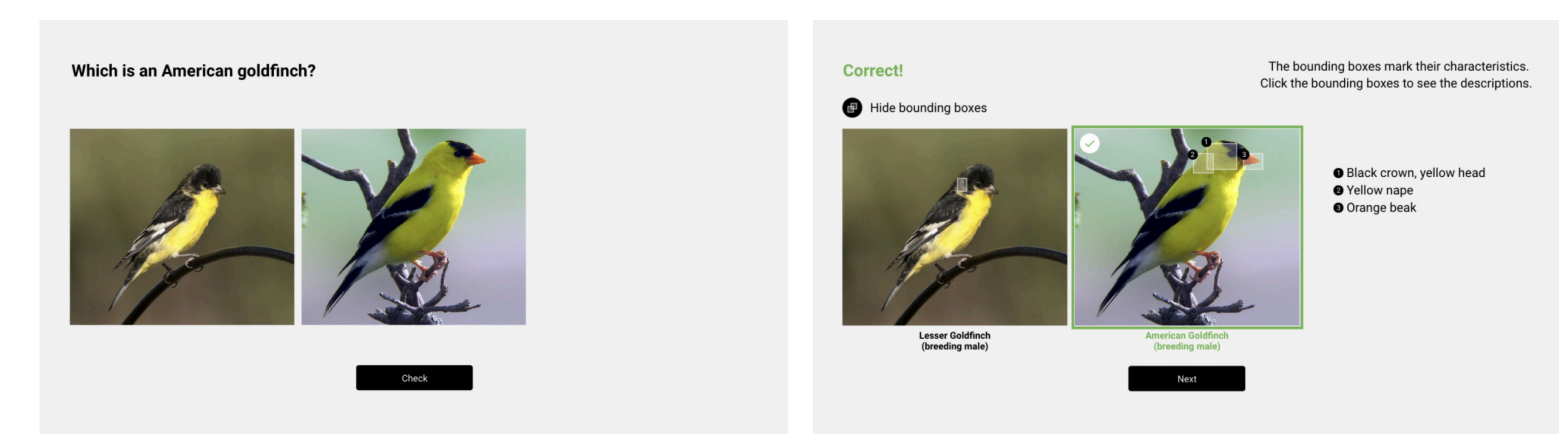 Which is an American goldfinch?
Check
Correct!
The bounding boxes mark their characteristics.
Click the bounding boxes to see the descriptions.
Hide bounding boxes
1
2
3
1 Black crown, yellow head
2 Yellow nape
3 Orange beak
Lesser Goldfinch
(breeding male)
American Goldfinch
(breeding male)
Next